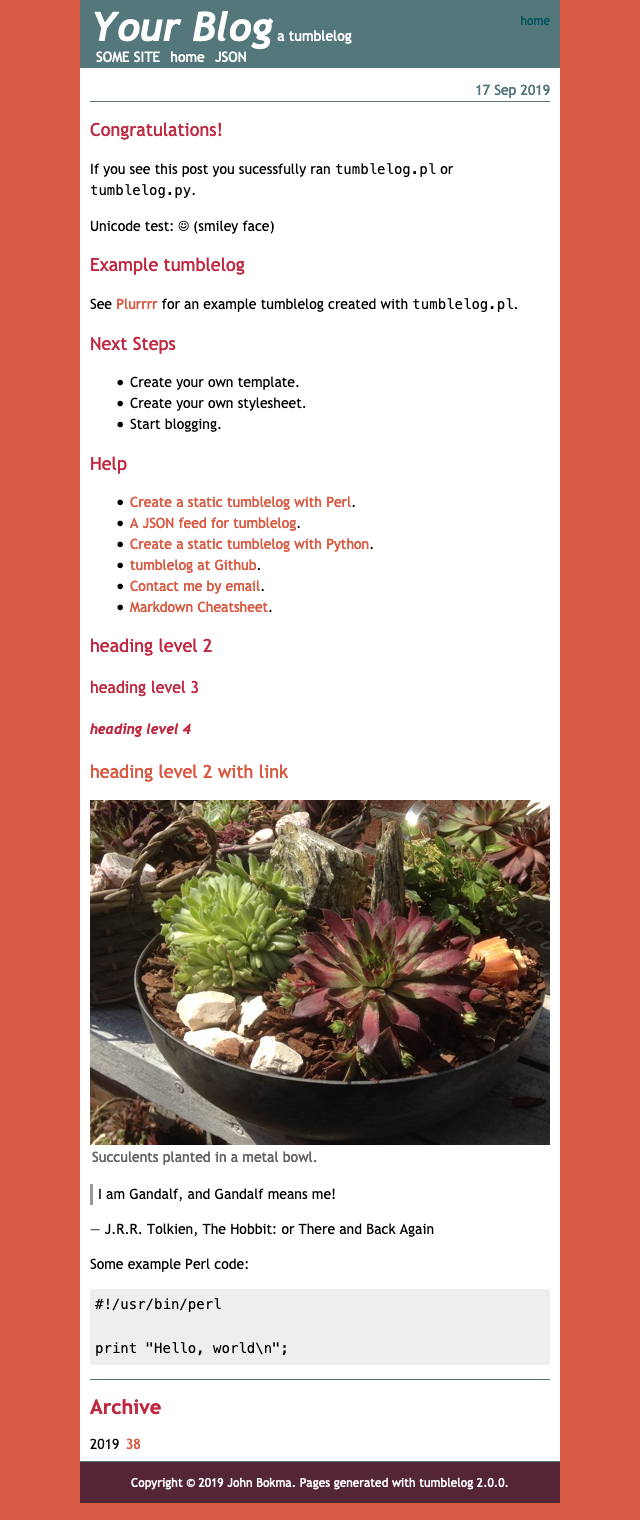 Your Blog a tumblelog
home
SOME SITE home JSON
17 Sep 2019
Congratulations!
If you see this post you sucessfully ran tumblelog.pl or
tumblelog.py.
Unicode test: ☺ (smiley face)
Example tumblelog
See Plurrrr for an example tumblelog created with tumblelog.pl.
Next Steps
• Create your own template.
• Create your own stylesheet.
• Start blogging.
Help
• Create a static tumblelog with Perl.
• A JSON feed for tumblelog.
• Create a static tumblelog with Python.
• tumblelog at Github.
• Contact me by email.
• Markdown Cheatsheet.
heading level 2
heading level 3
heading level 4
heading level 2 with link
Succulents planted in a metal bowl.
I am Gandalf, and Gandalf means me!
— J.R.R. Tolkien, The Hobbit: or There and Back Again
Some example Perl code:
#!/usr/bin/perl
print "Hello, world\n";
Archive
2019 38
Copyright © 2019 John Bokma. Pages generated with tumblelog 2.0.0.